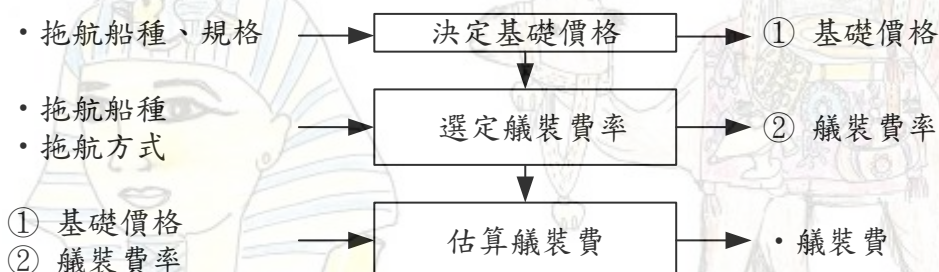 ・拖航船種、規格
決定基礎價格
① 基礎價格
・拖航船種
・拖航方式
選定艤裝費率
② 艤裝費率
① 基礎價格
② 艤裝費率
估算艤裝費
・艤裝費